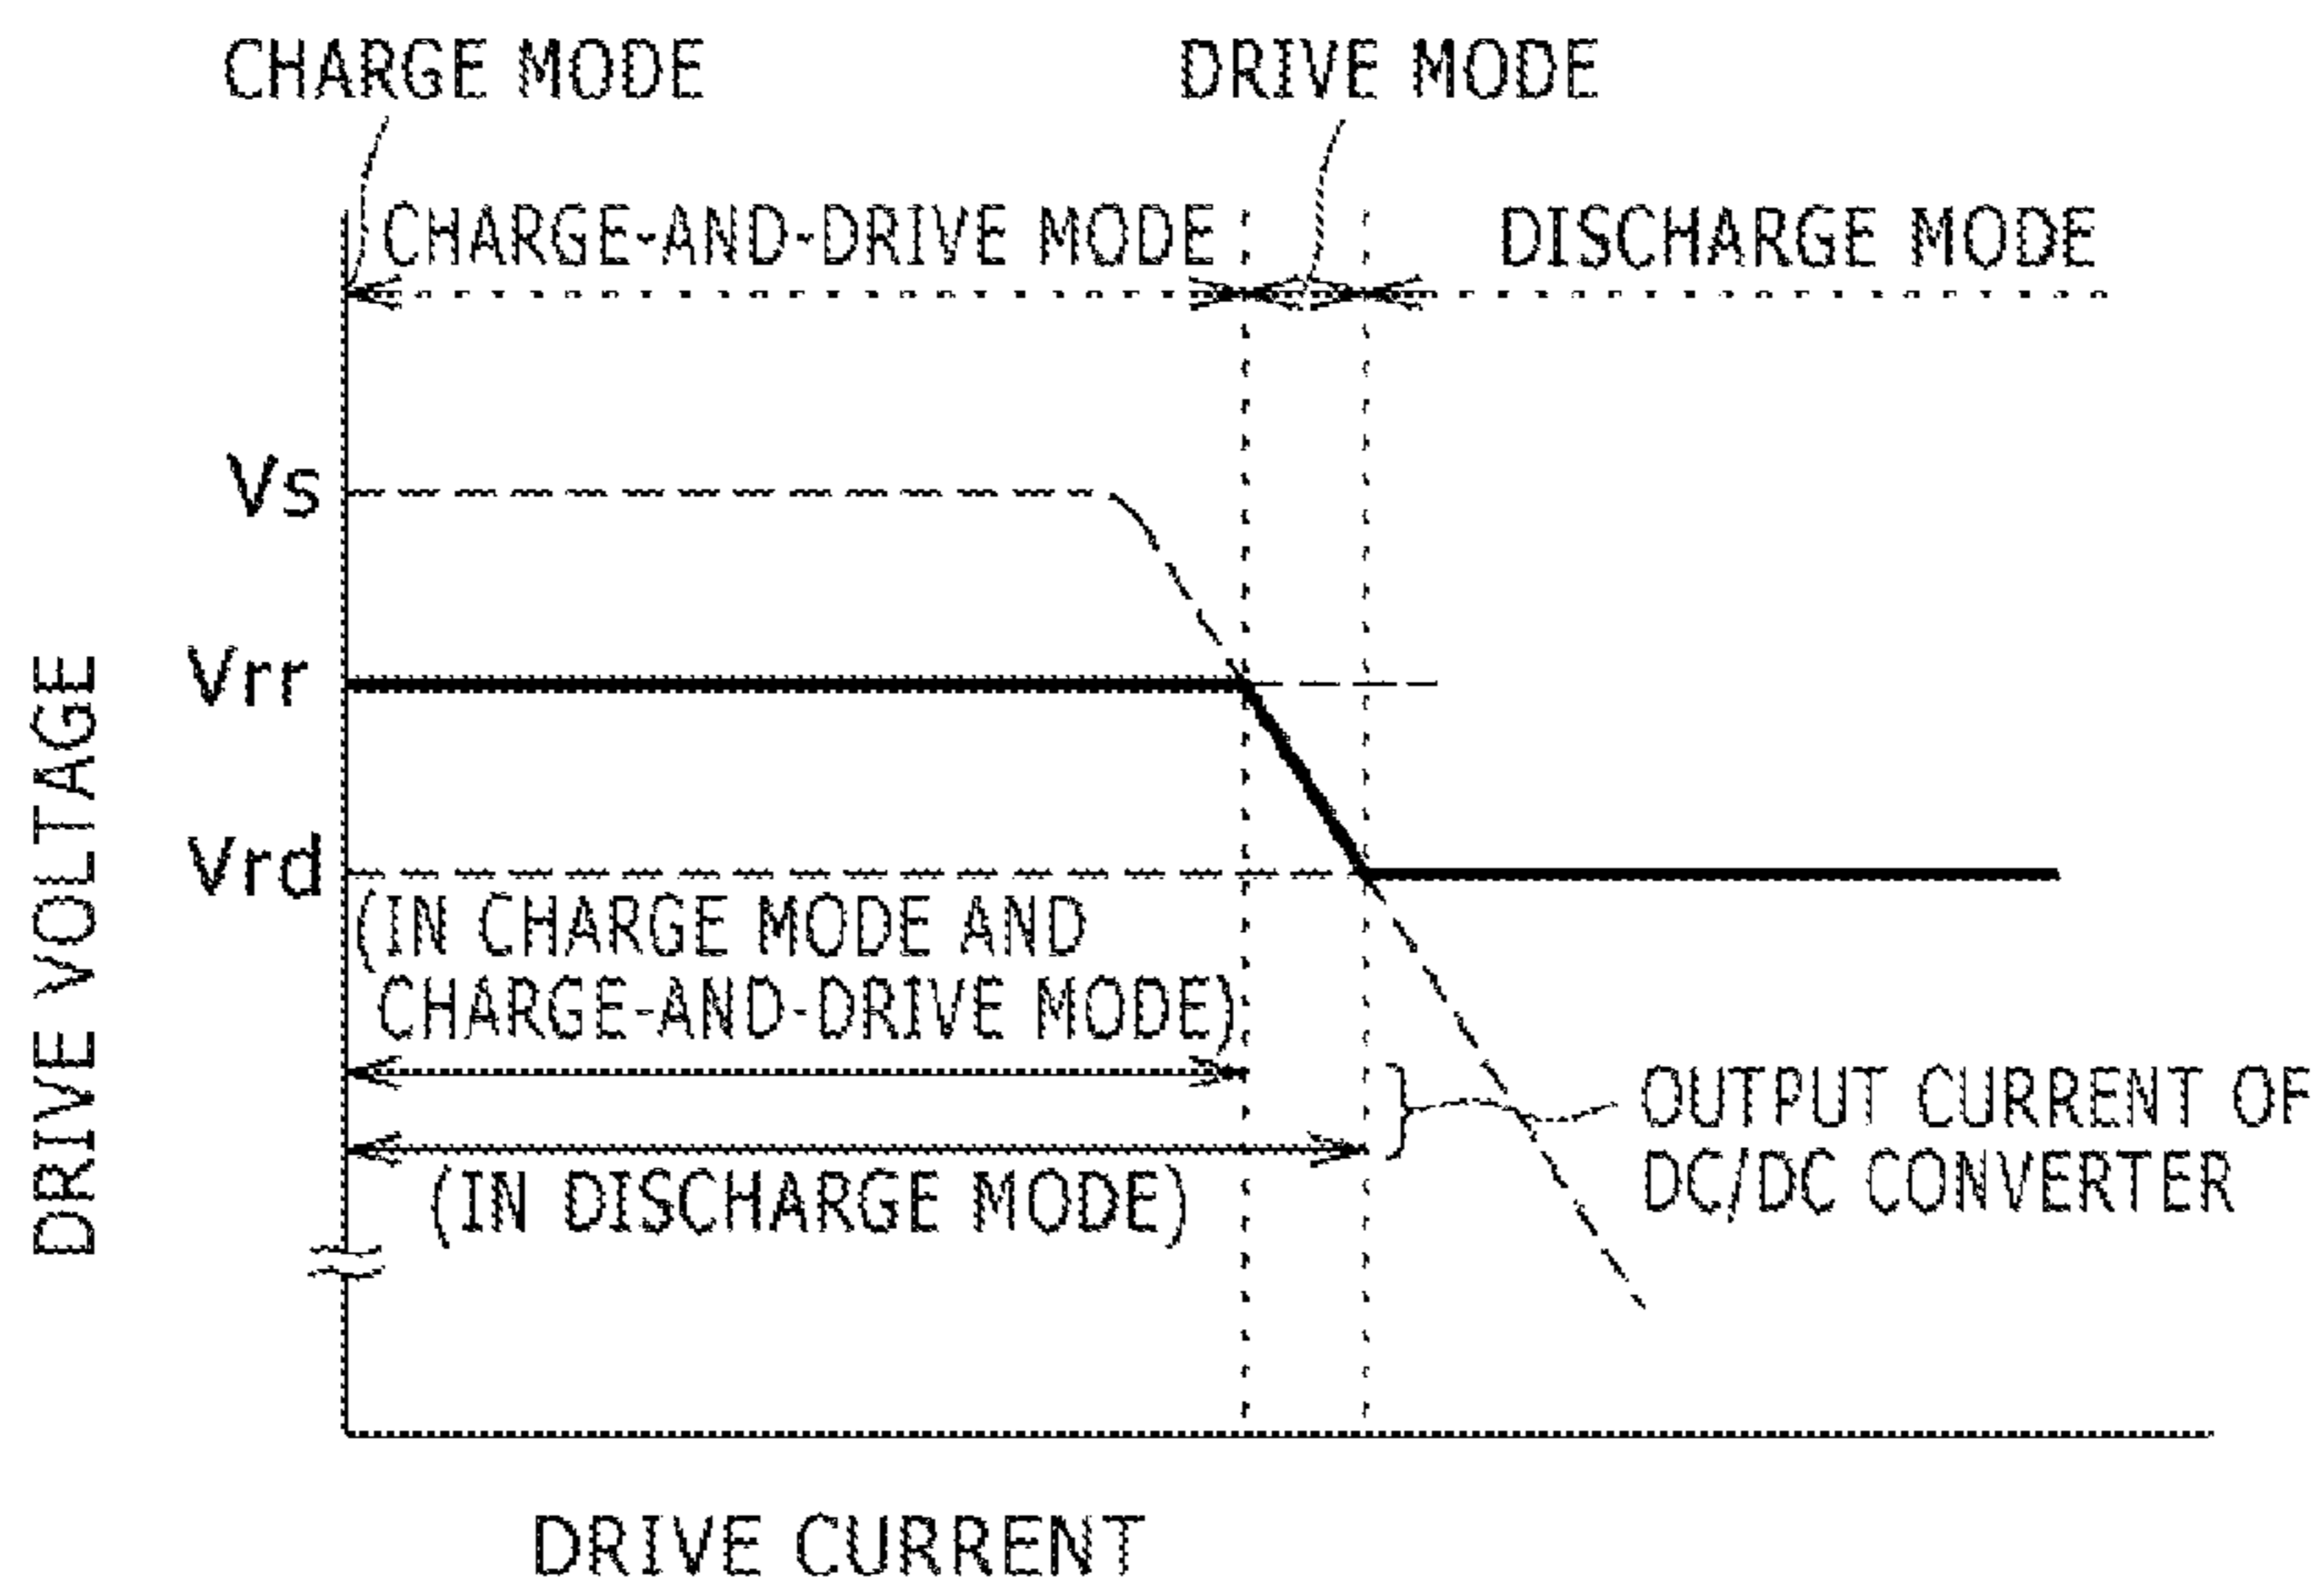 CHARGE MODE
DRIVE MODE
CHARGE-AND-DRIVE MODE
DISCHARGE MODE
Vs
Vrr
Vrd
(IN CHARGE MODE AND
CHARGE-AND-DRIVE MODE)
(IN DISCHARGE MODE)
OUTPUT CURRENT OF
DC/DC CONVERTER
DRIVE VOLTAGE
DRIVE CURRENT